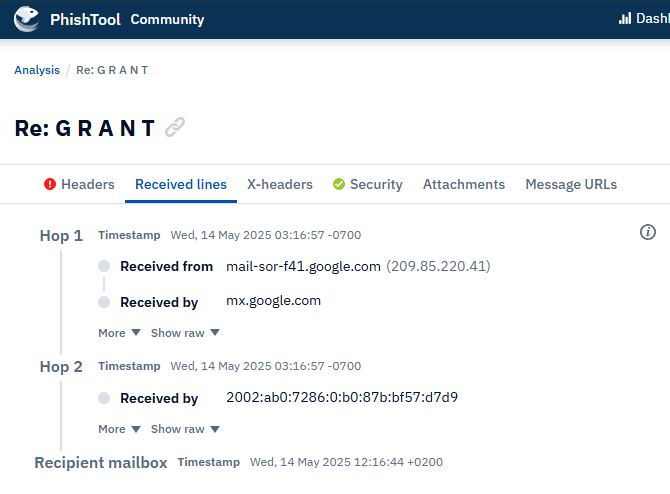 PhishTool Community Dashl
Analysis / Re: G R A N T
Re: G R A N T
Headers Received lines X-headers Security Attachments Message URLs
Hop 1 Timestamp Wed, 14 May 2025 03:16:57 -0700
Received from mail-sor-f41.google.com (209.85.220.41)
Received by mx.google.com
More ▼ Show raw ▼
Hop 2 Timestamp Wed, 14 May 2025 03:16:57 -0700
Received by 2002:ab0:7286:0:b0:87b:bf57:d7d9
More ▼ Show raw ▼
Recipient mailbox Timestamp Wed, 14 May 2025 12:16:44 +0200